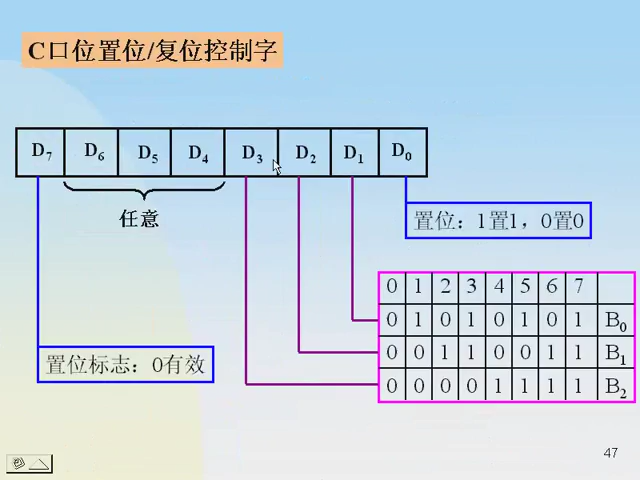 C口位置位/复位控制字
D7 D6 D5 D4 D3 D2 D1 D0
任意
置位：1置1，0置0
0 1 2 3 4 5 6 7
0 1 0 1 0 1 0 1 B0
0 0 1 1 0 0 1 1 B1
0 0 0 0 1 1 1 1 B2
置位标志：0有效
47